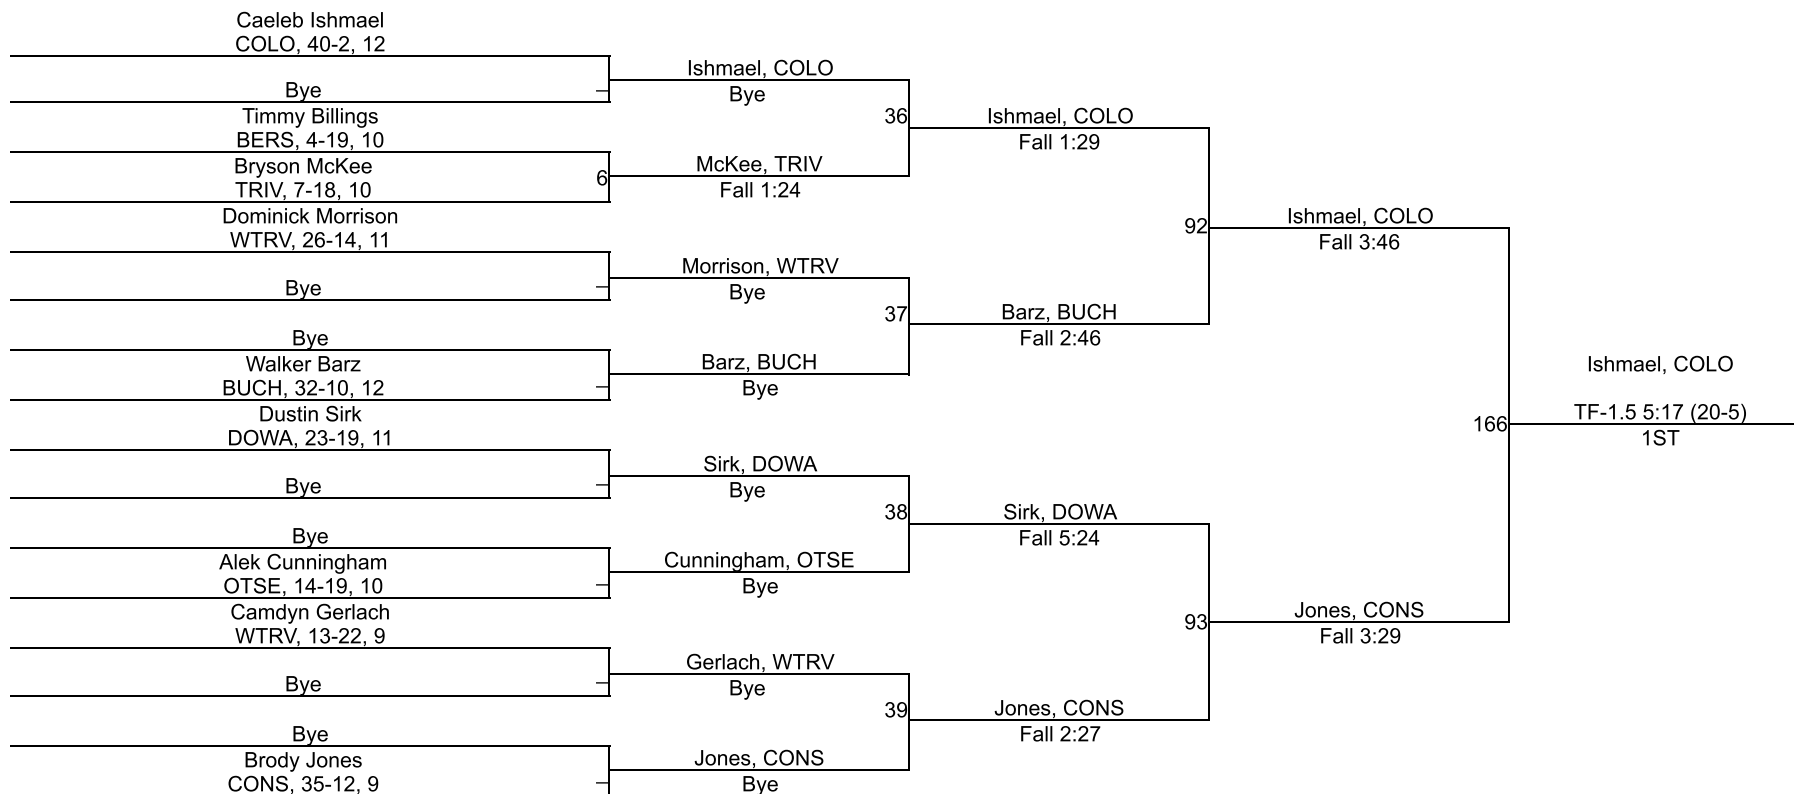 Caeleb Ishmael
COLO, 40-2, 12
Bye
Timmy Billings
BERS, 4-19, 10
Bryson McKee
TRIV, 7-18, 10
Dominick Morrison
WTRV, 26-14, 11
Bye
Bye
Walker Barz
BUCH, 32-10, 12
Dustin Sirk
DOWA, 23-19, 11
Bye
Bye
Alek Cunningham
OTSE, 14-19, 10
Camdyn Gerlach
WTRV, 13-22, 9
Bye
Bye
Brody Jones
CONS, 35-12, 9
Ishmael, COLO
Bye
6
McKee, TRIV
Fall 1:24
Morrison, WTRV
Bye
Barz, BUCH
Bye
Sirk, DOWA
Bye
Cunningham, OTSE
Bye
Gerlach, WTRV
Bye
Jones, CONS
Bye
36
Ishmael, COLO
Fall 1:29
37
Barz, BUCH
Fall 2:46
38
Sirk, DOWA
Fall 5:24
39
Jones, CONS
Fall 2:27
92
Ishmael, COLO
Fall 3:46
93
Jones, CONS
Fall 3:29
166
Ishmael, COLO
TF-1.5 5:17 (20-5)
1ST